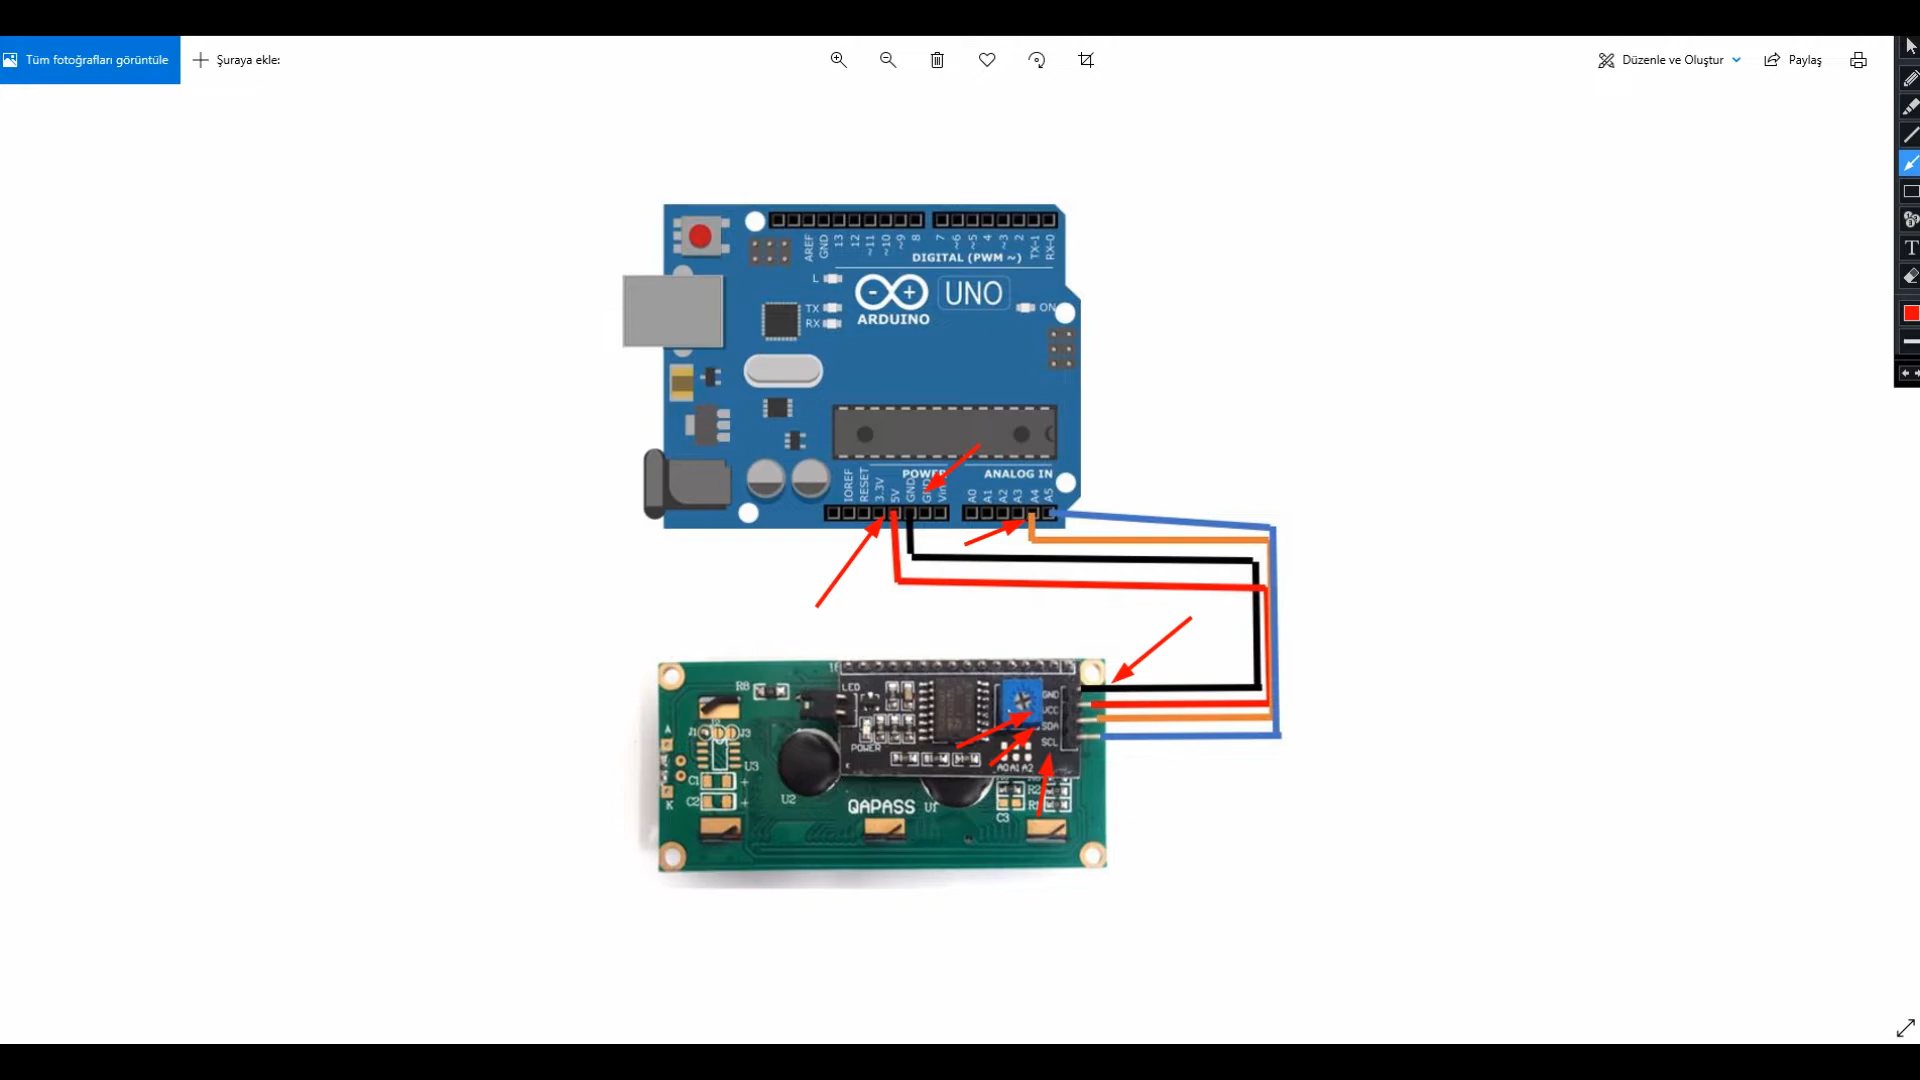 Tüm fotoğrafları görüntüle
Şuraya ekle:
Düzenle ve Oluştur
Paylaş
AREF
GND
13
12
~11
~10
~9
8
7
~6
~5
4
~3
2
TX-1
RX-0
DIGITAL (PWM ~)
L
TX
RX
UNO
ARDUINO
ON
POWER
ANALOG IN
IOREF
RESET
3.3V
5V
GND
GND
Vin
A0
A1
A2
A3
A4
A5
R8
LED
GND
VCC
SDA
SCL
POWER
A0 A1 A2
A
J1
J3
U3
C1
C2
K
K
U2
QAPASS
U1
C3
R2
T